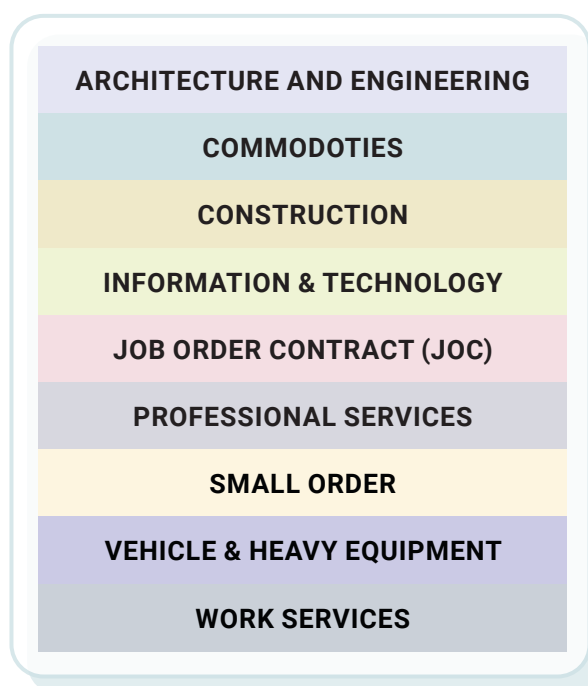 ARCHITECTURE AND ENGINEERING
COMMODOTIES
CONSTRUCTION
INFORMATION & TECHNOLOGY
JOB ORDER CONTRACT (JOC)
PROFESSIONAL SERVICES
SMALL ORDER
VEHICLE & HEAVY EQUIPMENT
WORK SERVICES